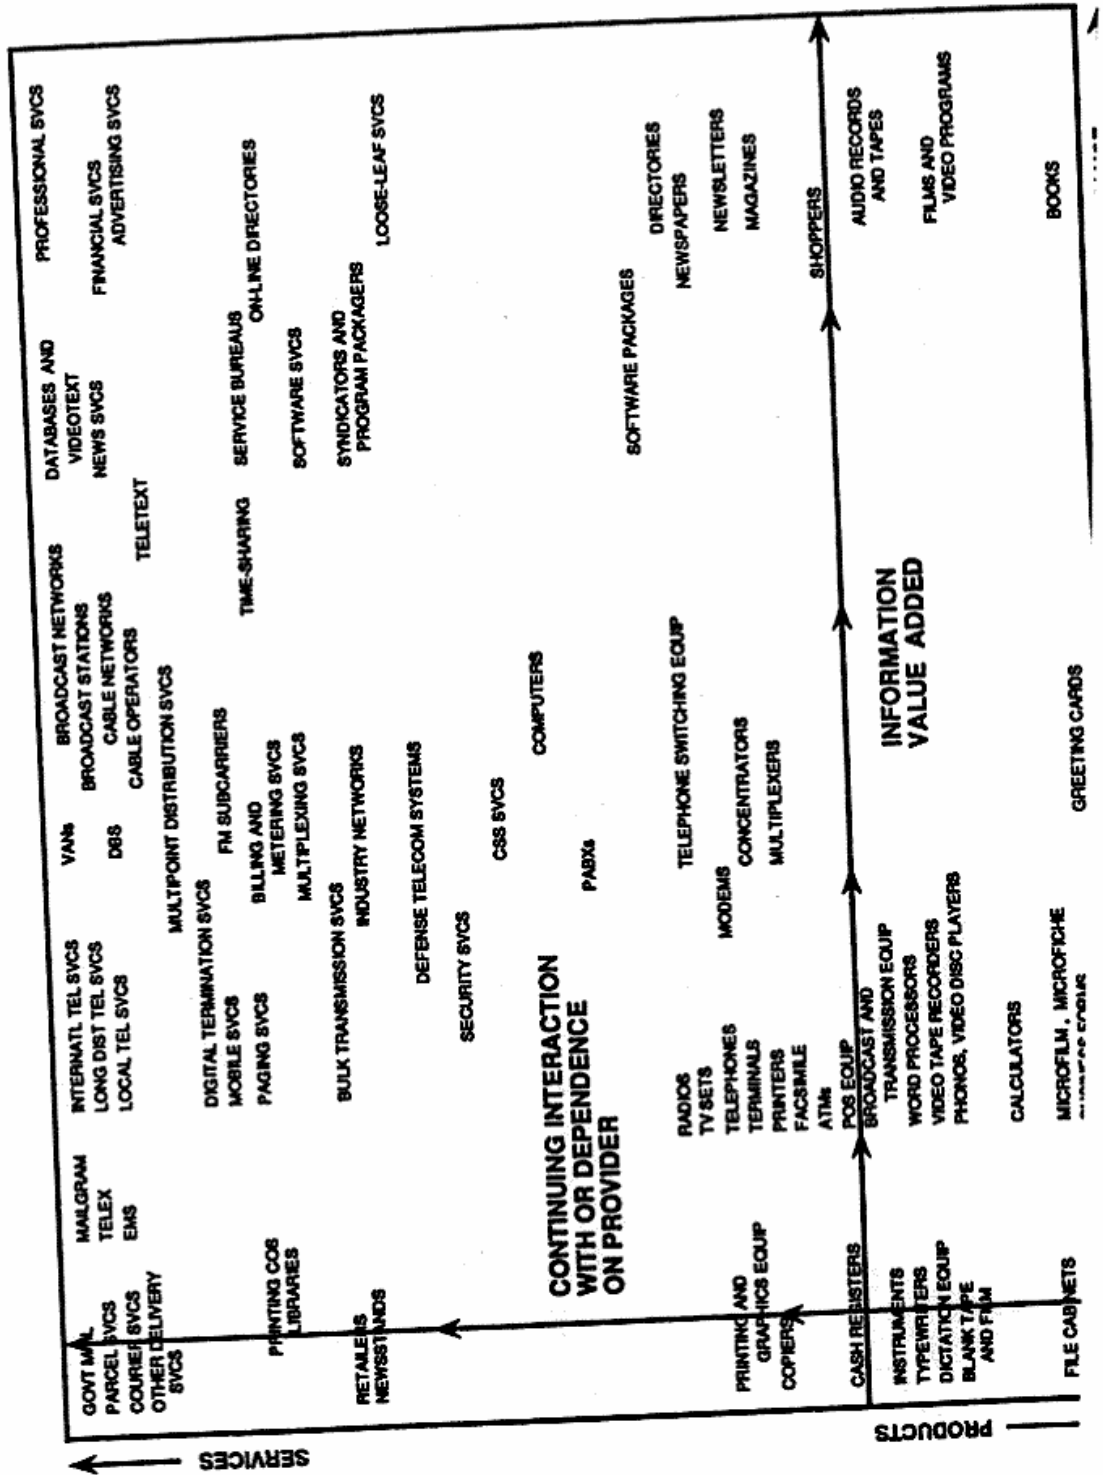 GOVT MAIL
PARCEL SVCS
COURIER SVCS
OTHER DELIVERY
SVCS
MAILGRAM
TELEX
EMS
INTERNATL TEL SVCS
LONG DIST TEL SVCS
LOCAL TEL SVCS
VANs
DBS
BROADCAST NETWORKS
BROADCAST STATIONS
CABLE NETWORKS
CABLE OPERATORS
TELETEXT
DATABASES AND
VIDEOTEXT
NEWS SVCS
PROFESSIONAL SVCS
FINANCIAL SVCS
ADVERTISING SVCS
MULTIPOINT DISTRIBUTION SVCS
DIGITAL TERMINATION SVCS
MOBILE SVCS
PAGING SVCS
FM SUBCARRIERS
BILLING AND
METERING SVCS
MULTIPLEXING SVCS
TIME-SHARING
SERVICE BUREAUS
ON-LINE DIRECTORIES
SOFTWARE SVCS
PRINTING COS
LIBRARIES
BULK TRANSMISSION SVCS
INDUSTRY NETWORKS
SYNDICATORS AND
PROGRAM PACKAGERS
LOOSE-LEAF SVCS
RETAILERS
NEWSSTANDS
DEFENSE TELECOM SYSTEMS
SECURITY SVCS
CSS SVCS
COMPUTERS
PABXs
CONTINUING INTERACTION
WITH OR DEPENDENCE
ON PROVIDER
SOFTWARE PACKAGES
DIRECTORIES
NEWSPAPERS
NEWSLETTERS
MAGAZINES
TELEPHONE SWITCHING EQUIP
MODEMS
CONCENTRATORS
MULTIPLEXERS
RADIOS
TV SETS
TELEPHONES
TERMINALS
PRINTERS
FACSIMILE
ATMs
POS EQUIP
BROADCAST AND
TRANSMISSION EQUIP
WORD PROCESSORS
VIDEO TAPE RECORDERS
PHONOS, VIDEO DISC PLAYERS
CALCULATORS
MICROFILM, MICROFICHE
PRINTING AND
GRAPHICS EQUIP
COPIERS
CASH REGISTERS
INSTRUMENTS
TYPEWRITERS
DICTATION EQUIP
BLANK TAPE
AND FILM
FILE CABINETS
SHOPPERS
AUDIO RECORDS
AND TAPES
FILMS AND
VIDEO PROGRAMS
BOOKS
INFORMATION
VALUE ADDED
GREETING CARDS
SERVICES
PRODUCTS